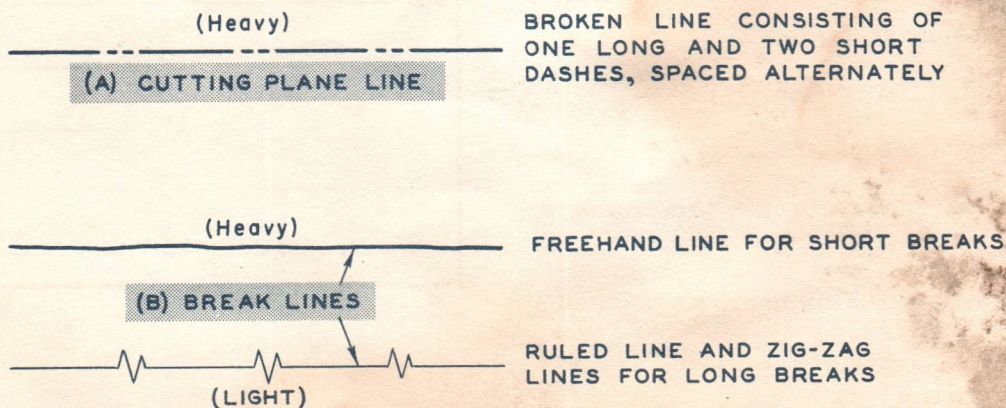 (Heavy)
BROKEN LINE CONSISTING OF
ONE LONG AND TWO SHORT
DASHES, SPACED ALTERNATELY
(A) CUTTING PLANE LINE
(Heavy)
FREEHAND LINE FOR SHORT BREAKS
(B) BREAK LINES
RULED LINE AND ZIG-ZAG
LINES FOR LONG BREAKS
(LIGHT)